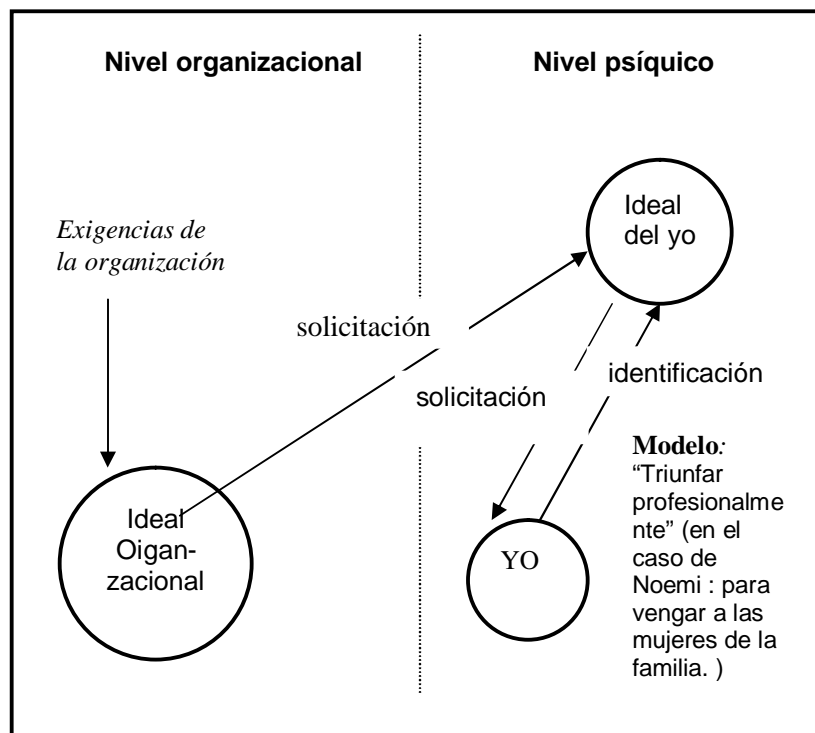 Nivel organizacional
Nivel psíquico
Exigencias de
la organización
solicitación
Ideal
del yo
solicitación
identificación
Ideal
Oigan-
zacional
YO
Modelo:
“Triunfar
profesionalme
nte” (en el
caso de
Noemi : para
vengar a las
mujeres de la
familia. )